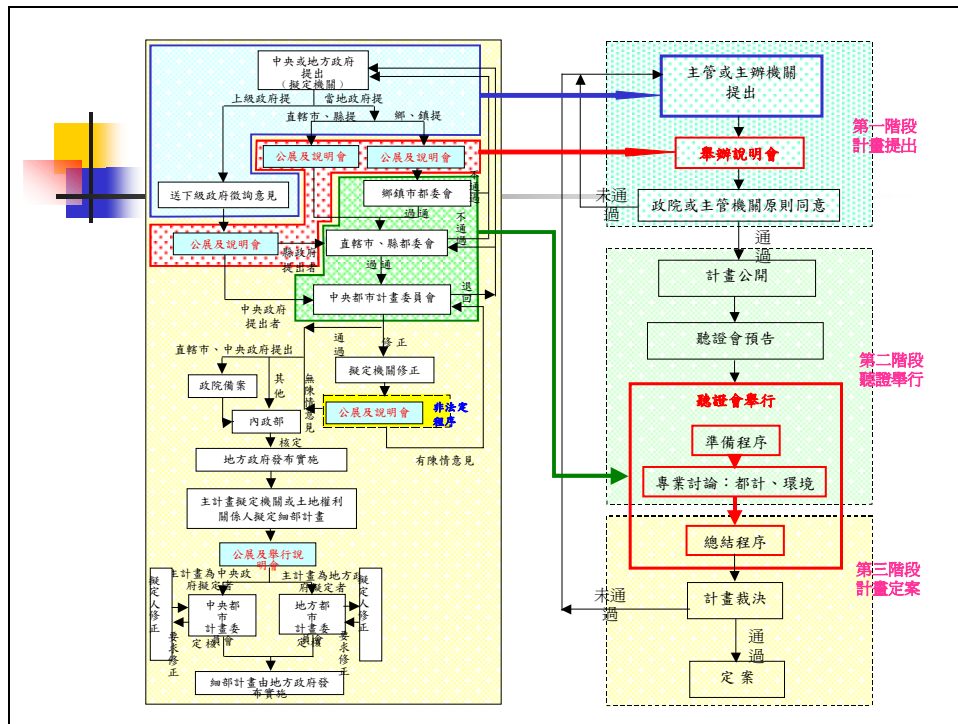 中央或地方政府
提出
(擬定機關)
上級政府提
當地政府提
直轄市、縣提
鄉、鎮提
公展及說明會
公展及說明會
不通過
送下級政府徵詢意見
鄉鎮市都委會
通過
不通過
公展及說明會
縣政府
提出者
直轄市、縣都委會
通過
中央都市計畫委員會
退回
中央政府
提出者
通過
修正
直轄市、中央政府提出
其他
無陳情意見
擬定機關修正
政院備案
公展及說明會
非法定
程序
內政部
核定
有陳情意見
地方政府發布實施
主計畫擬定機關或土地權利
關係人擬定細部計畫
公展及舉行說
明會
主計畫為中央政
府擬定者
主計畫為地方政
府擬定者
擬定人修正
中央都
市
計畫委
員會
地方都
市
計畫委
員會
擬定人修正
要求修正
核定
核定
要求修正
細部計畫由地方政府發
布實施
主管或主辦機關
提出
第一階段
計畫提出
舉辦說明會
未通過
政院或主管機關原則同意
通過
計畫公開
聽證會預告
第二階段
聽證舉行
聽證會舉行
準備程序
專業討論：都計、環境
總結程序
第三階段
計畫定案
未通過
計畫裁決
通過
定案